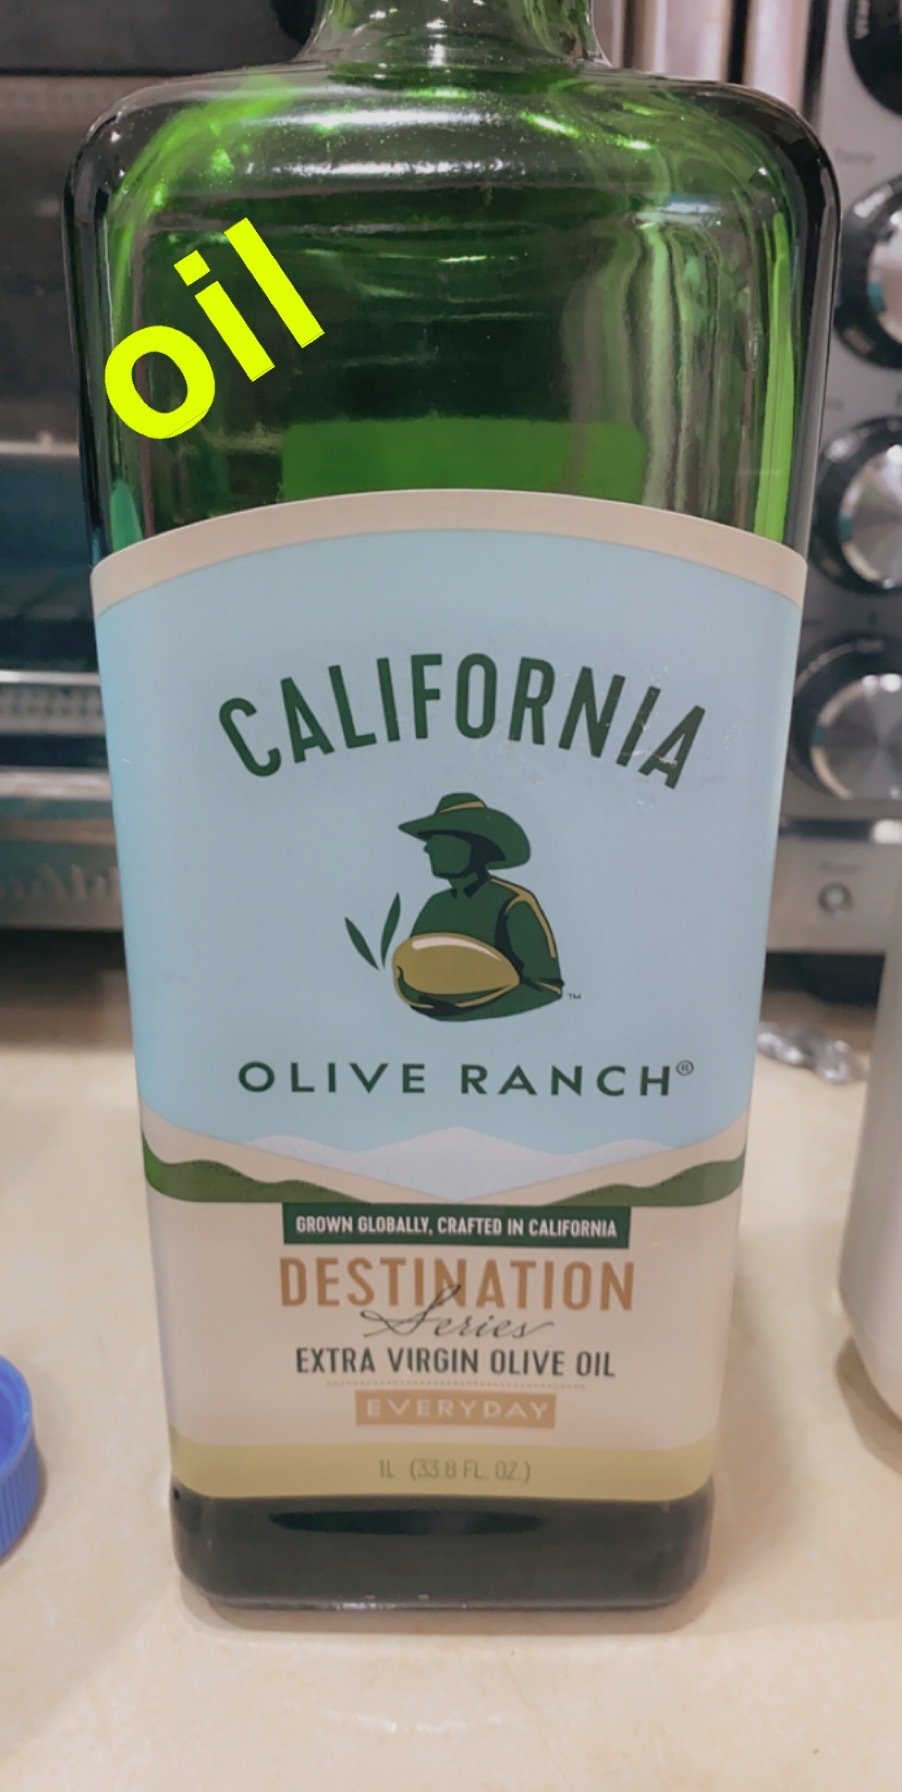 oil
CALIFORNIA
TM
OLIVE RANCH®
GROWN GLOBALLY, CRAFTED IN CALIFORNIA
DESTINATION
Series
EXTRA VIRGIN OLIVE OIL
EVERYDAY
1L (33.8 FL. OZ.)